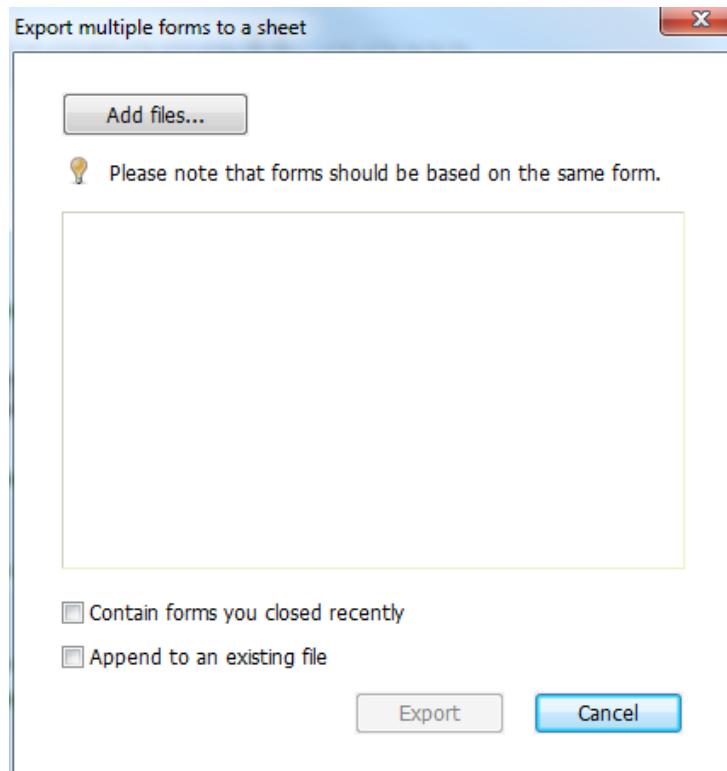 Export multiple forms to a sheet
Add files...
Please note that forms should be based on the same form.
Contain forms you closed recently
Append to an existing file
Export Cancel